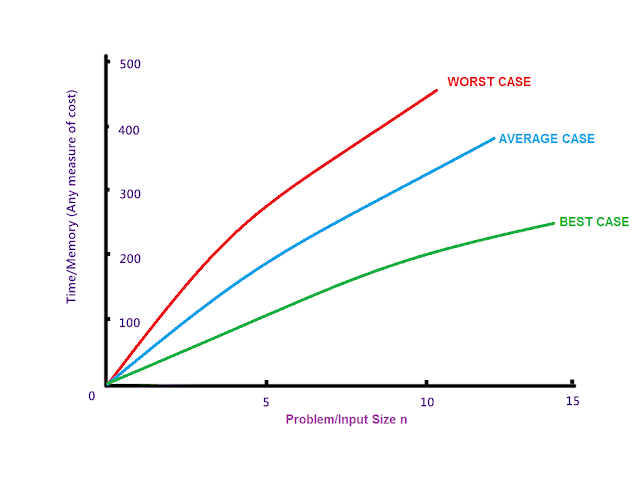 500
WORST CASE
400
AVERAGE CASE
300
Time/Memory (Any measure of cost)
BEST CASE
200
100
0
5
10
15
Problem/Input Size n